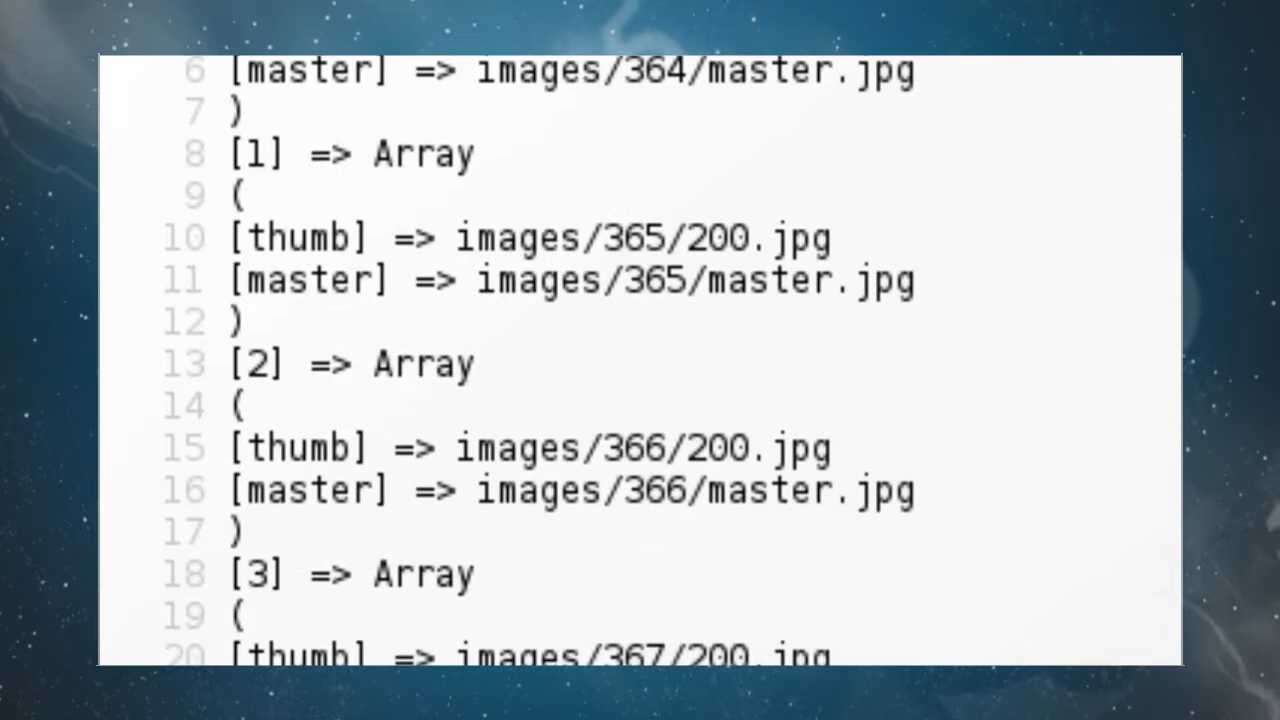 6 [master] => images/364/master.jpg
7 )
8 [1] => Array
9 (
10 [thumb] => images/365/200.jpg
11 [master] => images/365/master.jpg
12 )
13 [2] => Array
14 (
15 [thumb] => images/366/200.jpg
16 [master] => images/366/master.jpg
17 )
18 [3] => Array
19 (
20 [thumb] => images/367/200.jpg